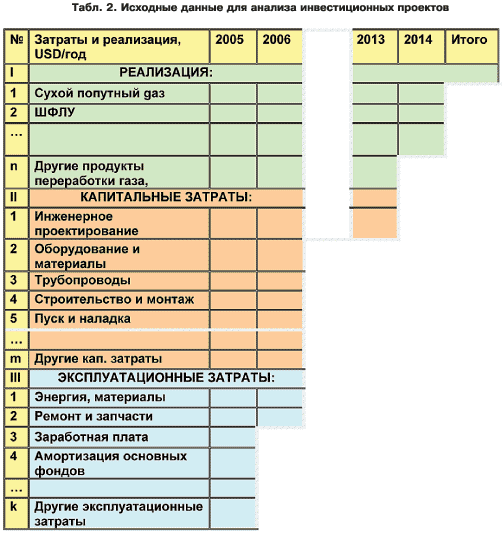 Табл. 2. Исходные данные для анализа инвестиционных проектов
№ Затраты и реализация, 2005 2006 2013 2014 Итого
USD/год
I РЕАЛИЗАЦИЯ:
1 Сухой попутный gаз
2 ШФЛУ
...
n Другие продукты
переработки газа,
II КАПИТАЛЬНЫЕ ЗАТРАТЫ:
1 Инженерное
проектирование
2 Оборудование и
материалы
3 Трубопроводы
4 Строительство и монтаж
5 Пуск и наладка
...
m Другие кап. затраты
III ЭКСПЛУАТАЦИОННЫЕ ЗАТРАТЫ:
1 Энергия, материалы
2 Ремонт и запчасти
3 Заработная плата
4 Амортизация основных
фондов
...
k Другие эксплуатационные
затраты